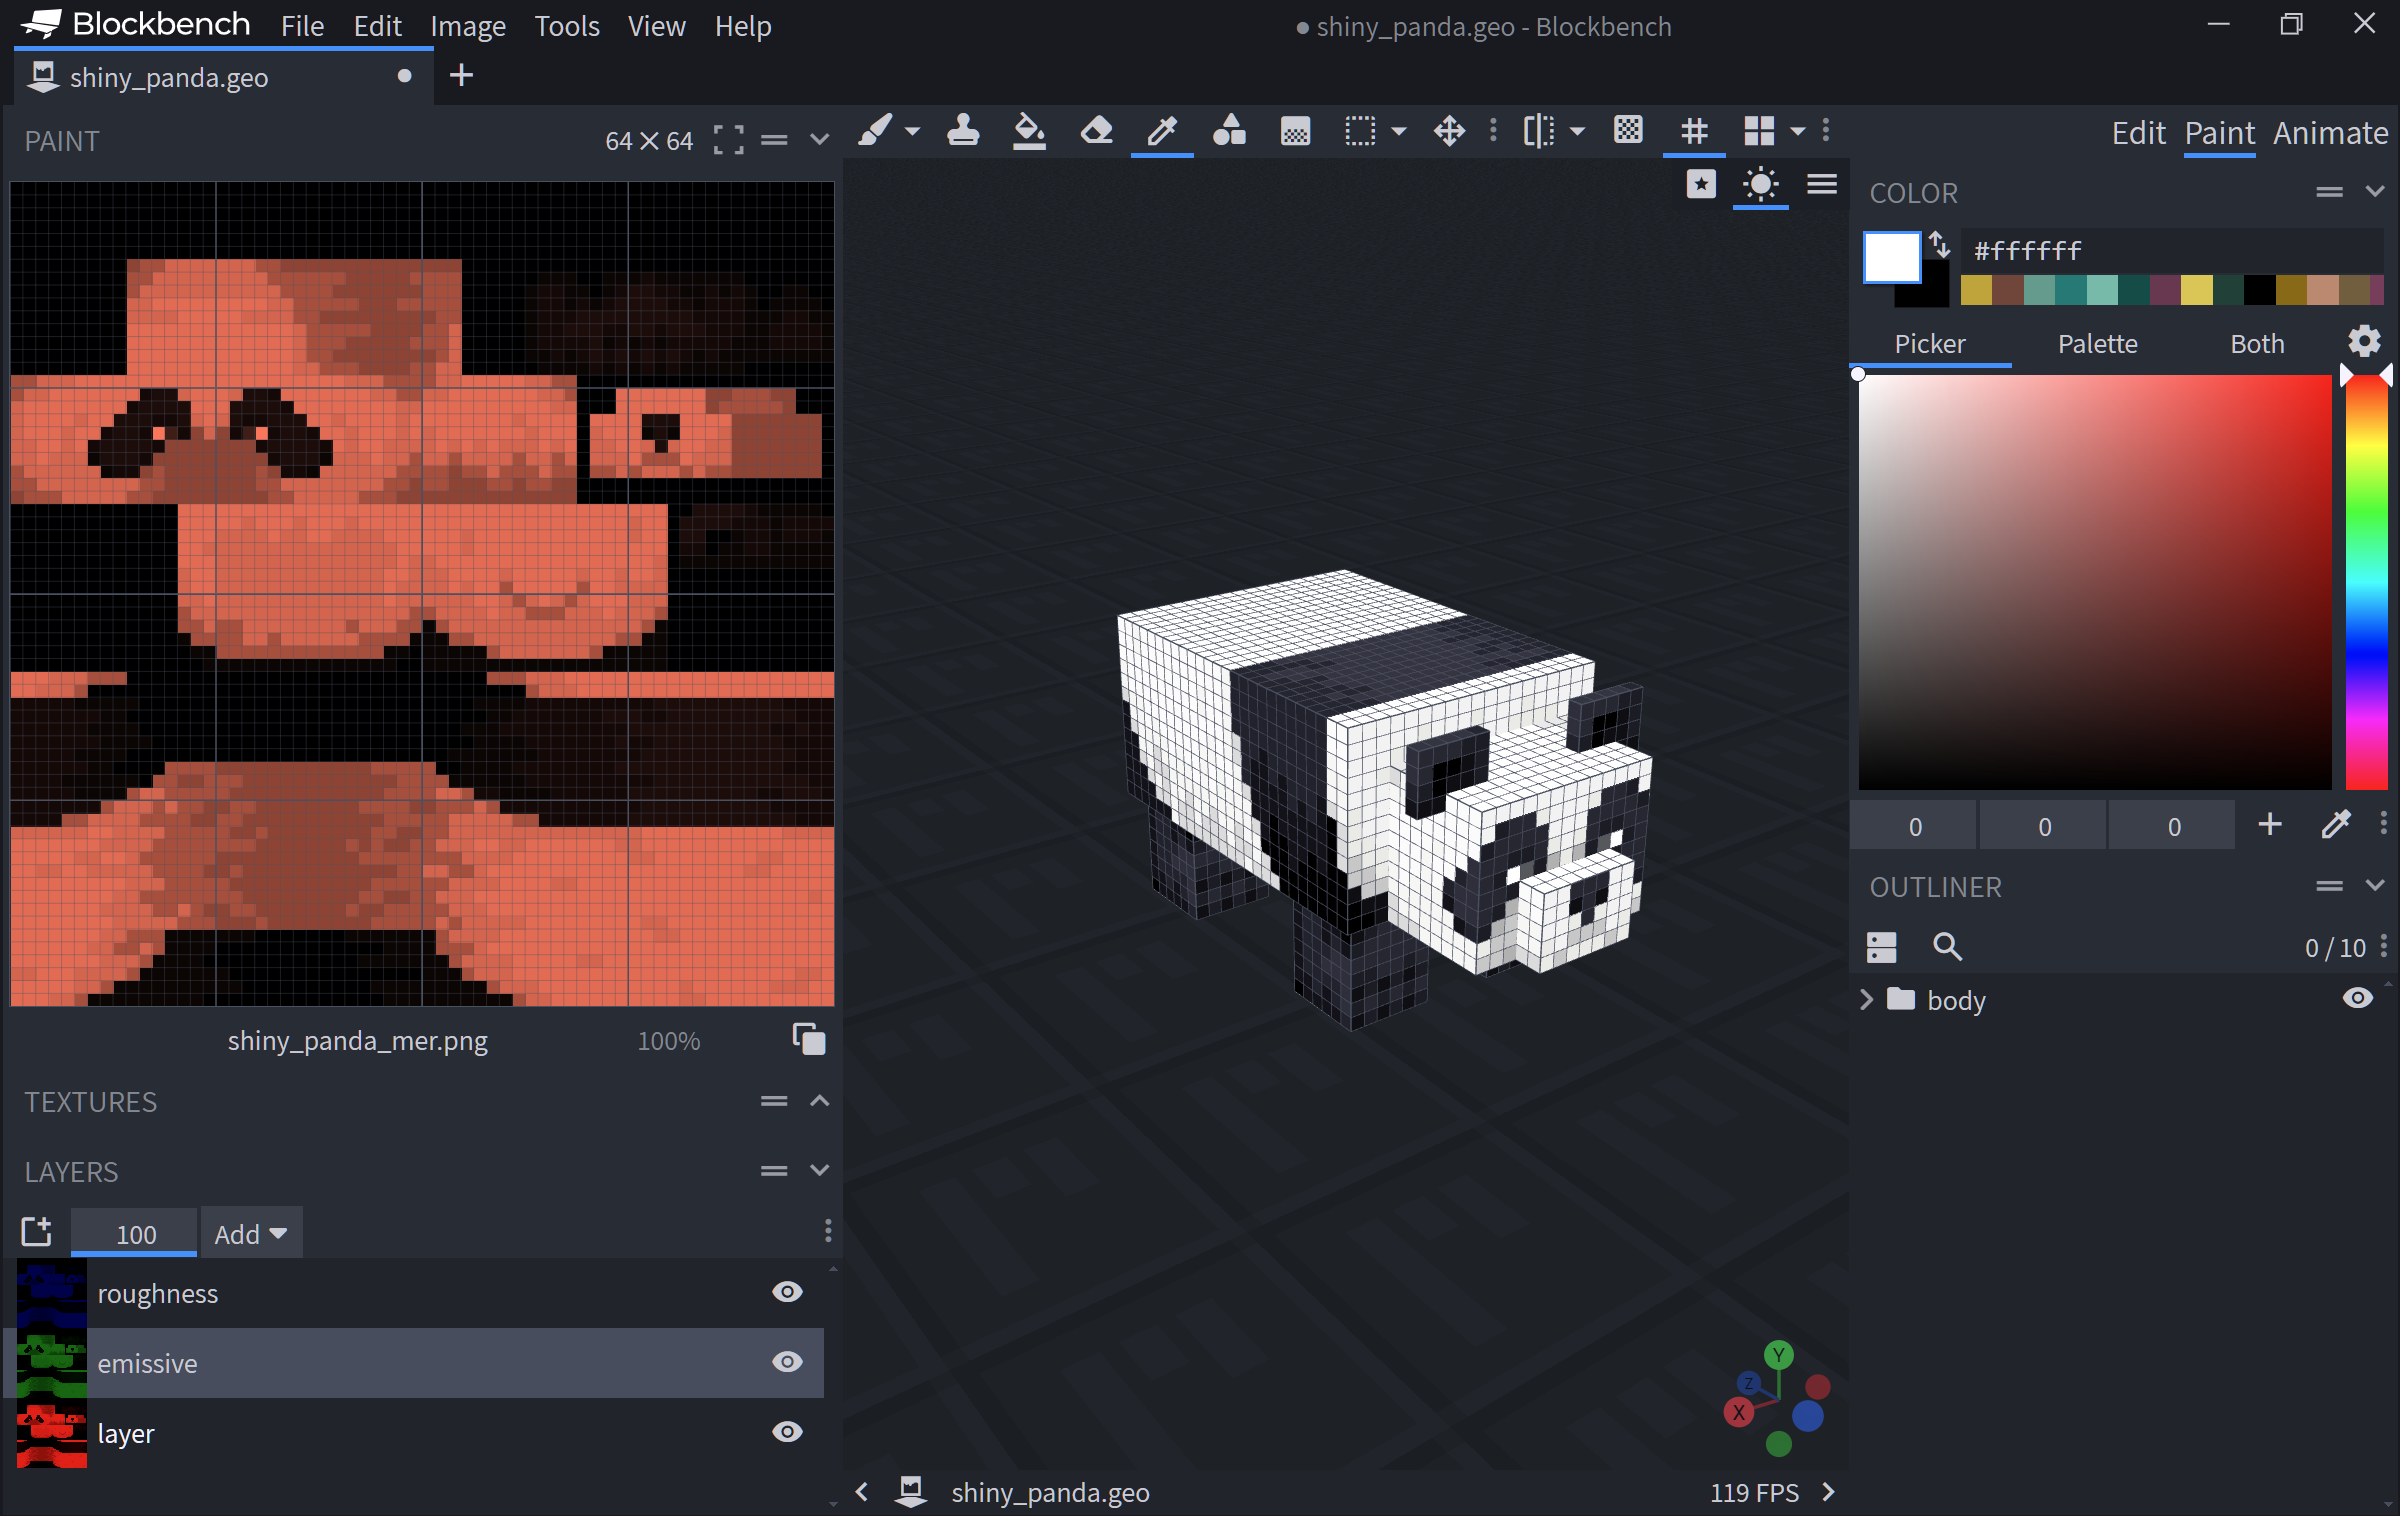 Blockbench File Edit Image Tools View Help
shiny_panda.geo - Blockbench
shiny_panda.geo
PAINT
64 × 64
Edit Paint Animate
COLOR
#ffffff
Picker Palette Both
0 0 0
OUTLINER
0 / 10
body
shiny_panda_mer.png
100%
TEXTURES
LAYERS
100
Add
roughness
emissive
layer
Y
Z
X
shiny_panda.geo
119 FPS